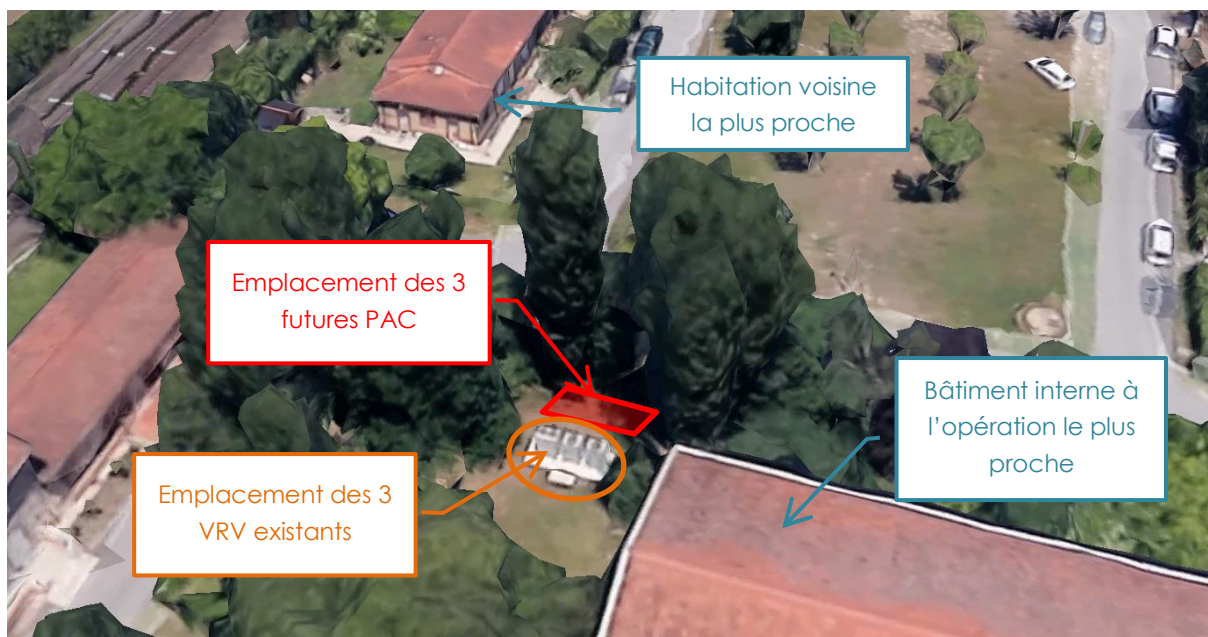 Habitation voisine
la plus proche
Emplacement des 3
futures PAC
Bâtiment interne à
l’opération le plus
proche
Emplacement des 3
VRV existants